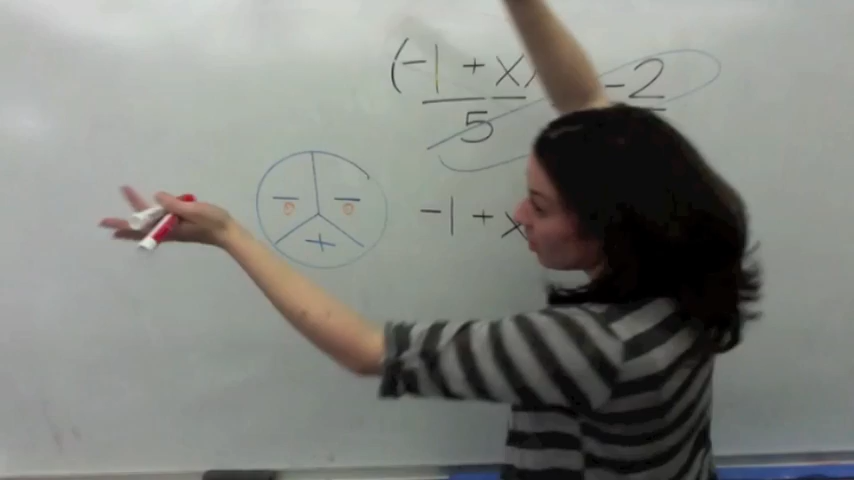 (-1 + x)
5
-2
- -
+
-1 + x